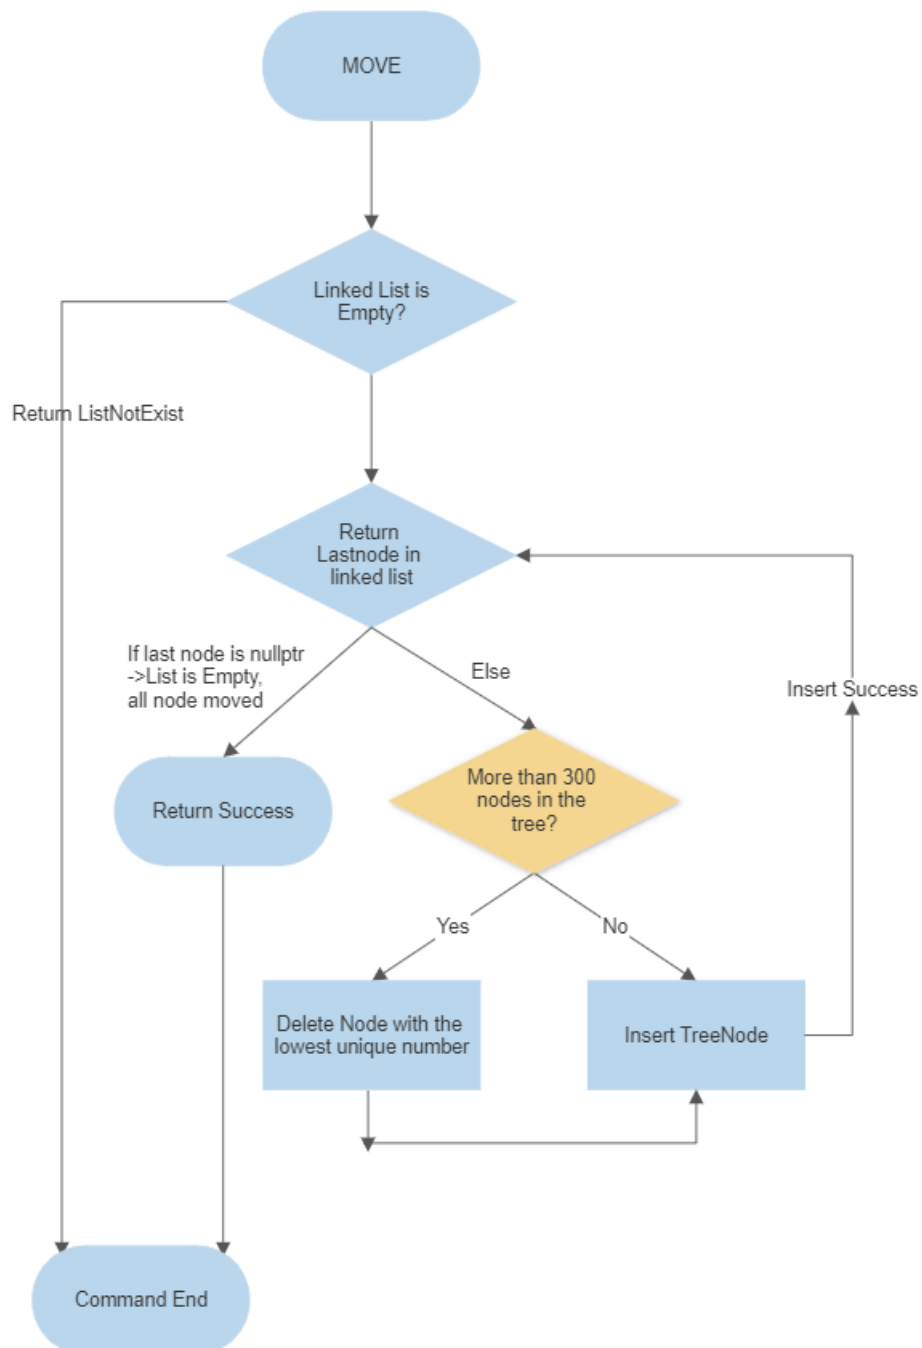 MOVE
Linked List is
Empty?
Return ListNotExist
Return
Lastnode in
linked list
If last node is nullptr
->List is Empty,
all node moved
Else
Insert Success
Return Success
More than 300
nodes in the
tree?
Yes
No
Delete Node with the
lowest unique number
Insert TreeNode
Command End